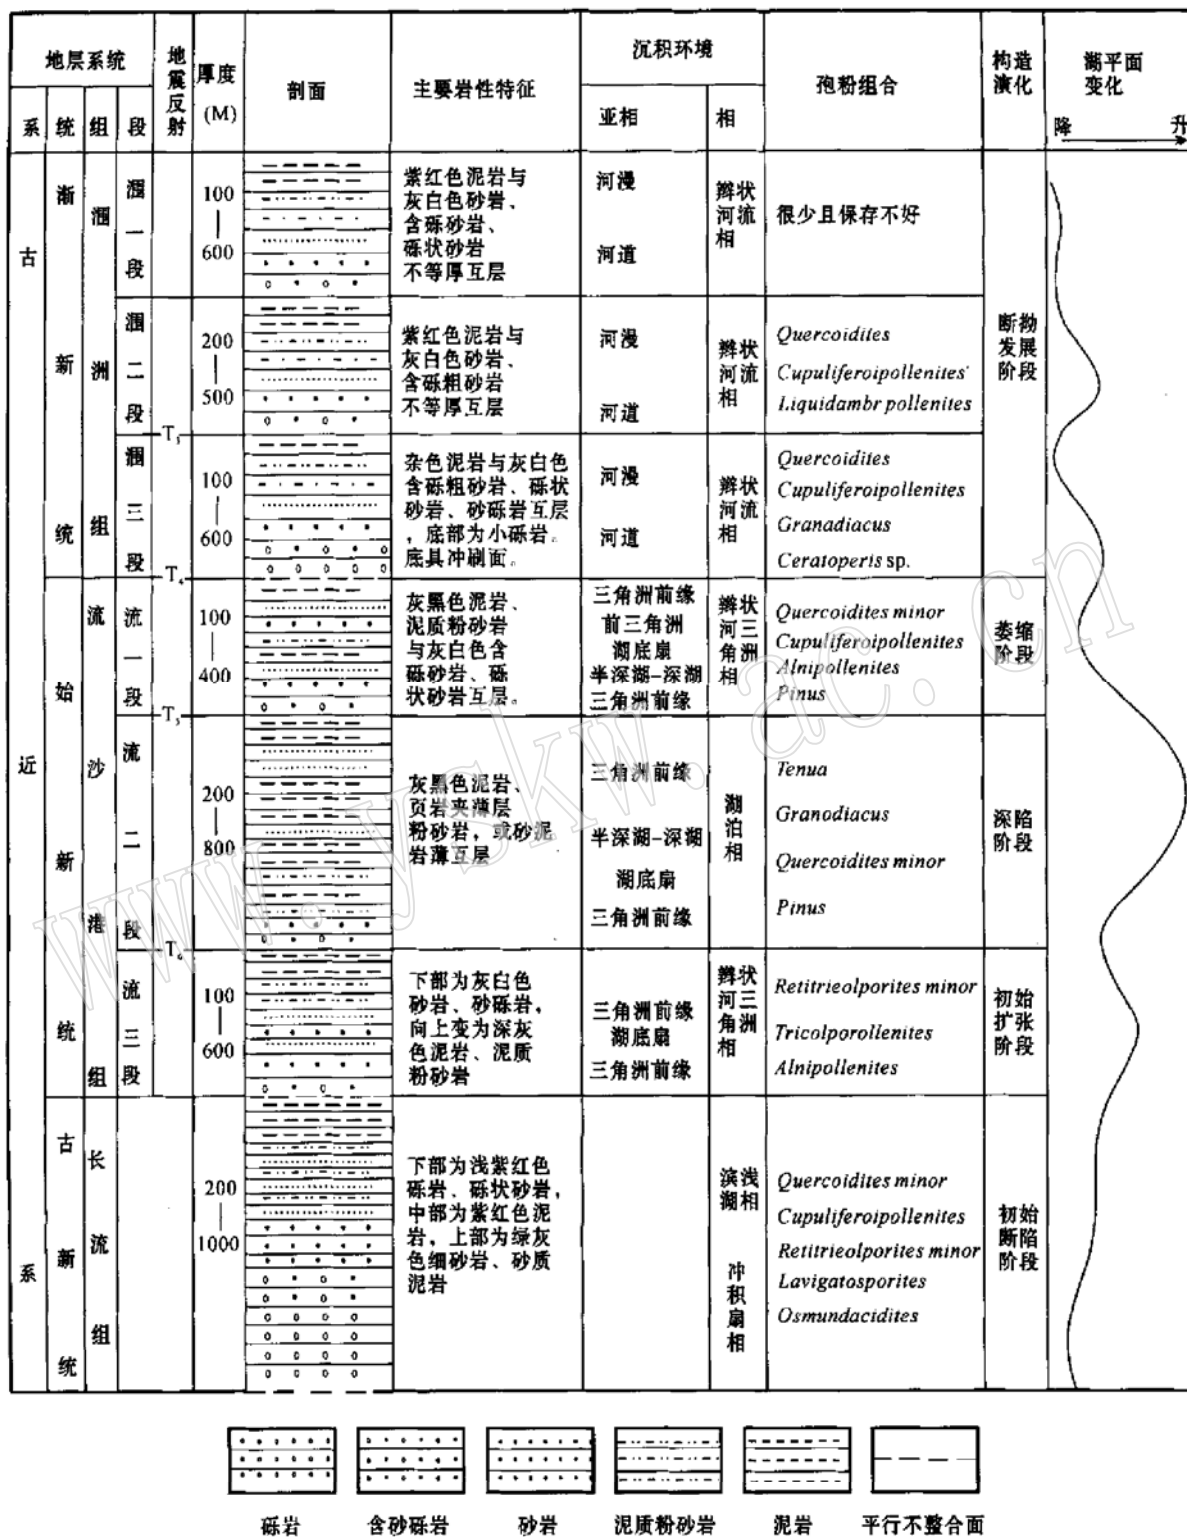 地层系统
系
统
组
段
地震反射
厚度
(M)
剖面
主要岩性特征
沉积环境
亚相
相
孢粉组合
构造
演化
湖平面
变化
降
升
古
近
系
渐
新
统
始
新
统
古
新
统
涠
洲
组
流
沙
港
组
长
流
组
涠
一
段
100
600
紫红色泥岩与
灰白色砂岩、
含砾砂岩、
砾状砂岩
不等厚互层
河漫
河道
辫状
河流
相
很少且保存不好
涠
二
段
200
500
紫红色泥岩与
灰白色砂岩、
含砾粗砂岩
不等厚互层
河漫
河道
辫状
河流
相
Quercoidites
Cupuliferoipollenites
Liquidambr pollenites
断拗
发展
阶段
涠
三
段
100
600
杂色泥岩与灰白色
含砾粗砂岩、砾状
砂岩、砂砾岩互层
，底部为小砾岩。
底具冲刷面。
河漫
河道
辫状
河流
相
Quercoidites
Cupuliferoipollenites
Granadiacus
Ceratoperis sp.
T4
流
一
段
100
400
灰黑色泥岩、
泥质粉砂岩
与灰白色含
砾砂岩、砾
状砂岩互层。
三角洲前缘
前三角洲
湖底扇
半深湖-深湖
三角洲前缘
辫状
河三
角洲
相
Quercoidites minor
Cupuliferoipollenites
Alnipollenites
Pinus
萎缩
阶段
流
二
段
200
800
灰黑色泥岩、
页岩夹薄层
粉砂岩，或砂泥
岩薄互层
三角洲前缘
半深湖-深湖
湖底扇
三角洲前缘
湖
泊
相
Tenua
Granodiacus
Quercoidites minor
Pinus
深陷
阶段
T6
流
三
段
100
600
下部为灰白色
砂岩、砂砾岩，
向上变为深灰
色泥岩、泥质
粉砂岩
三角洲前缘
湖底扇
三角洲前缘
辫状
河三
角洲
相
Retitrieolporites minor
Tricolporollenites
Alnipollenites
初始
扩张
阶段
200
1000
下部为浅紫红色
砾岩、砾状砂岩，
中部为紫红色泥
岩，上部为绿灰
色细砂岩、砂质
泥岩
滨浅
湖相
冲
积
扇
相
Quercoidites minor
Cupuliferoipollenites
Retitrieolporites minor
Lavigatosporites
Osmundacidites
初始
断陷
阶段
www.yskw.ac.cn
砾岩
含砂砾岩
砂岩
泥质粉砂岩
泥岩
平行不整合面